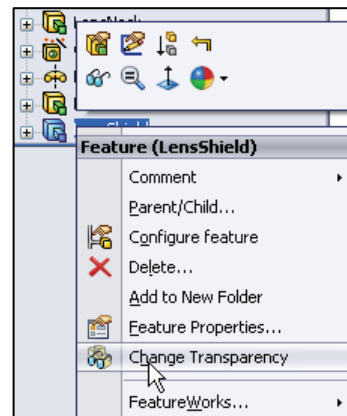 Feature (LensShield)
Comment
Parent/Child...
Configure feature
Delete...
Add to New Folder
Feature Properties...
Change Transparency
FeatureWorks...